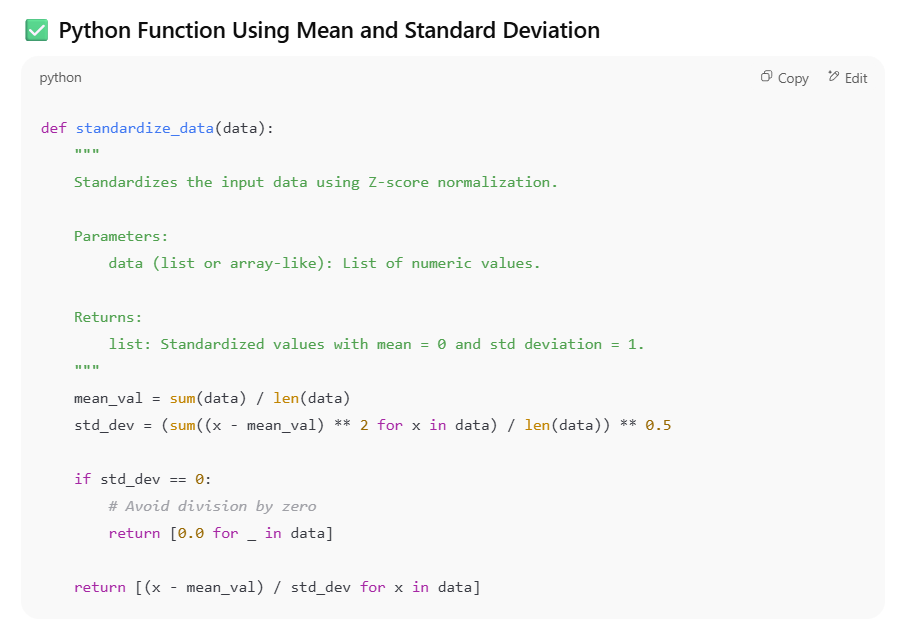 ✅ Python Function Using Mean and Standard Deviation
python
Copy
Edit
def standardize_data(data):
    """
    Standardizes the input data using Z-score normalization.

    Parameters:
        data (list or array-like): List of numeric values.

    Returns:
        list: Standardized values with mean = 0 and std deviation = 1.
    """
    mean_val = sum(data) / len(data)
    std_dev = (sum((x - mean_val) ** 2 for x in data) / len(data)) ** 0.5

    if std_dev == 0:
        # Avoid division by zero
        return [0.0 for _ in data]

    return [(x - mean_val) / std_dev for x in data]